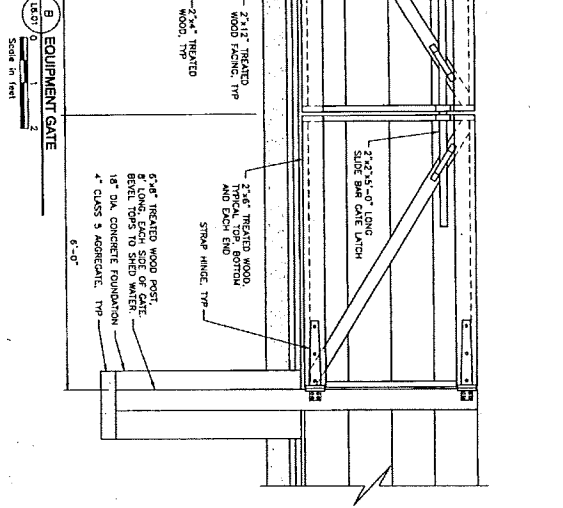 2"x12" TREATED
WOOD FACING, TYP
2"x4" TREATED
WOOD, TYP
2"x2"x5'-0" LONG
SLIDE BAR GATE LATCH
2"x6" TREATED WOOD,
TYPICAL TOP, BOTTOM
AND EACH END
STRAP HINGE, TYP
6"x8" TREATED WOOD POST,
8' LONG, EACH SIDE OF GATE.
BEVEL TOPS TO SHED WATER.
18" DIA. CONCRETE FOUNDATION
4" CLASS 5 AGGREGATE, TYP
6'-0"
B
L8.01
EQUIPMENT GATE
0 1 2
Scale in feet